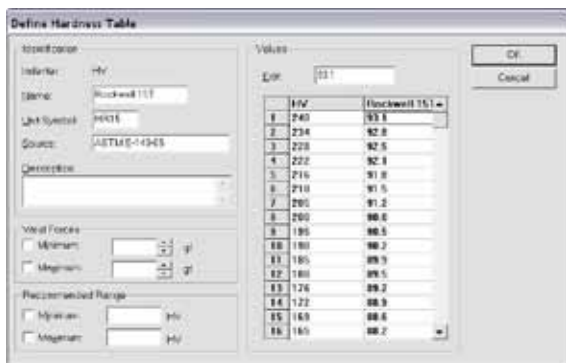 Define Hardness Table
Identification
Indenter: HV
Name: Rockwell 15T
Unit Symbol: HR15
Source: ASTM E-140-05
Description
Valid Forces
Minimum gf
Maximum gf
Recommended Range
Minimum HV
Maximum HV
Values
Edit: 93.1
HV Rockwell 15T
1 240 93.1
2 234 92.8
3 228 92.5
4 222 92.1
5 216 91.8
6 210 91.5
7 205 91.2
8 200
9 195 90.5
10 190 90.2
11 185 89.9
12 180 89.5
13 176 89.2
14 172 88.9
15 169 88.6
16 165 88.2
OK
Cancel